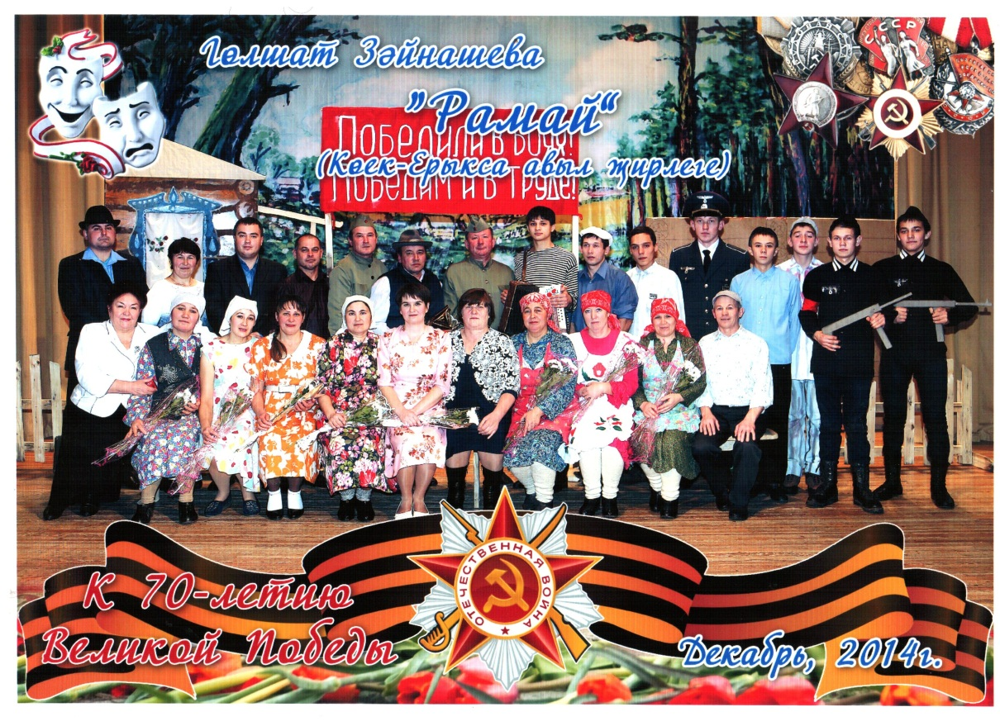 Гөлшат Зәйнашева
"Рамай"
(Көек-Ерыкса авыл җирлеге)
ПОБЕДИЛИ В БОЯХ!
ПОБЕДИМ И В ТРУДЕ!
СССР
ОТЕЧЕСТВЕННАЯ ВОЙНА
К 70-летию
Великой Победы
Декабрь, 2014г.